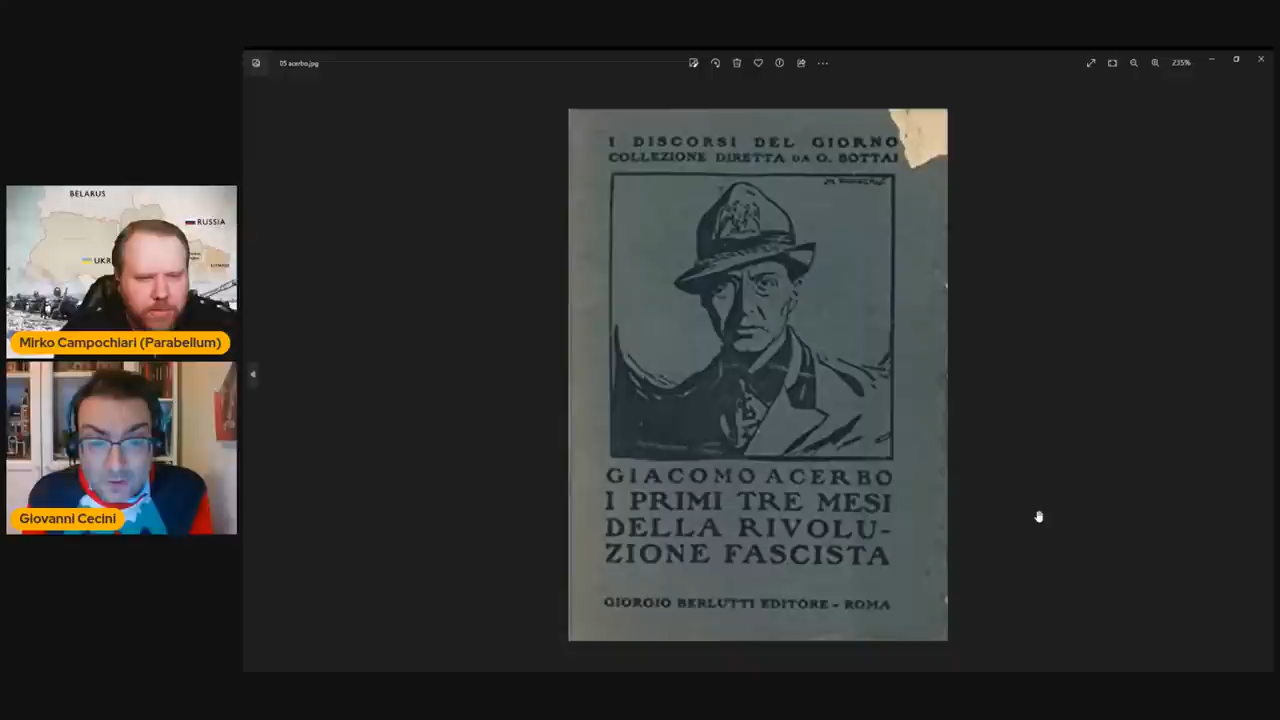 05 acerbo.jpg
235%
BELARUS
RUSSIA
UKR
Mirko Campochiari (Parabellum)
Giovanni Cecini
I DISCORSI DEL GIORNO
COLLEZIONE DIRETTA DA G. BOTTAI
GIACOMO ACERBO
I PRIMI TRE MESI
DELLA RIVOLU-
ZIONE FASCISTA
GIORGIO BERLUTTI EDITORE - ROMA